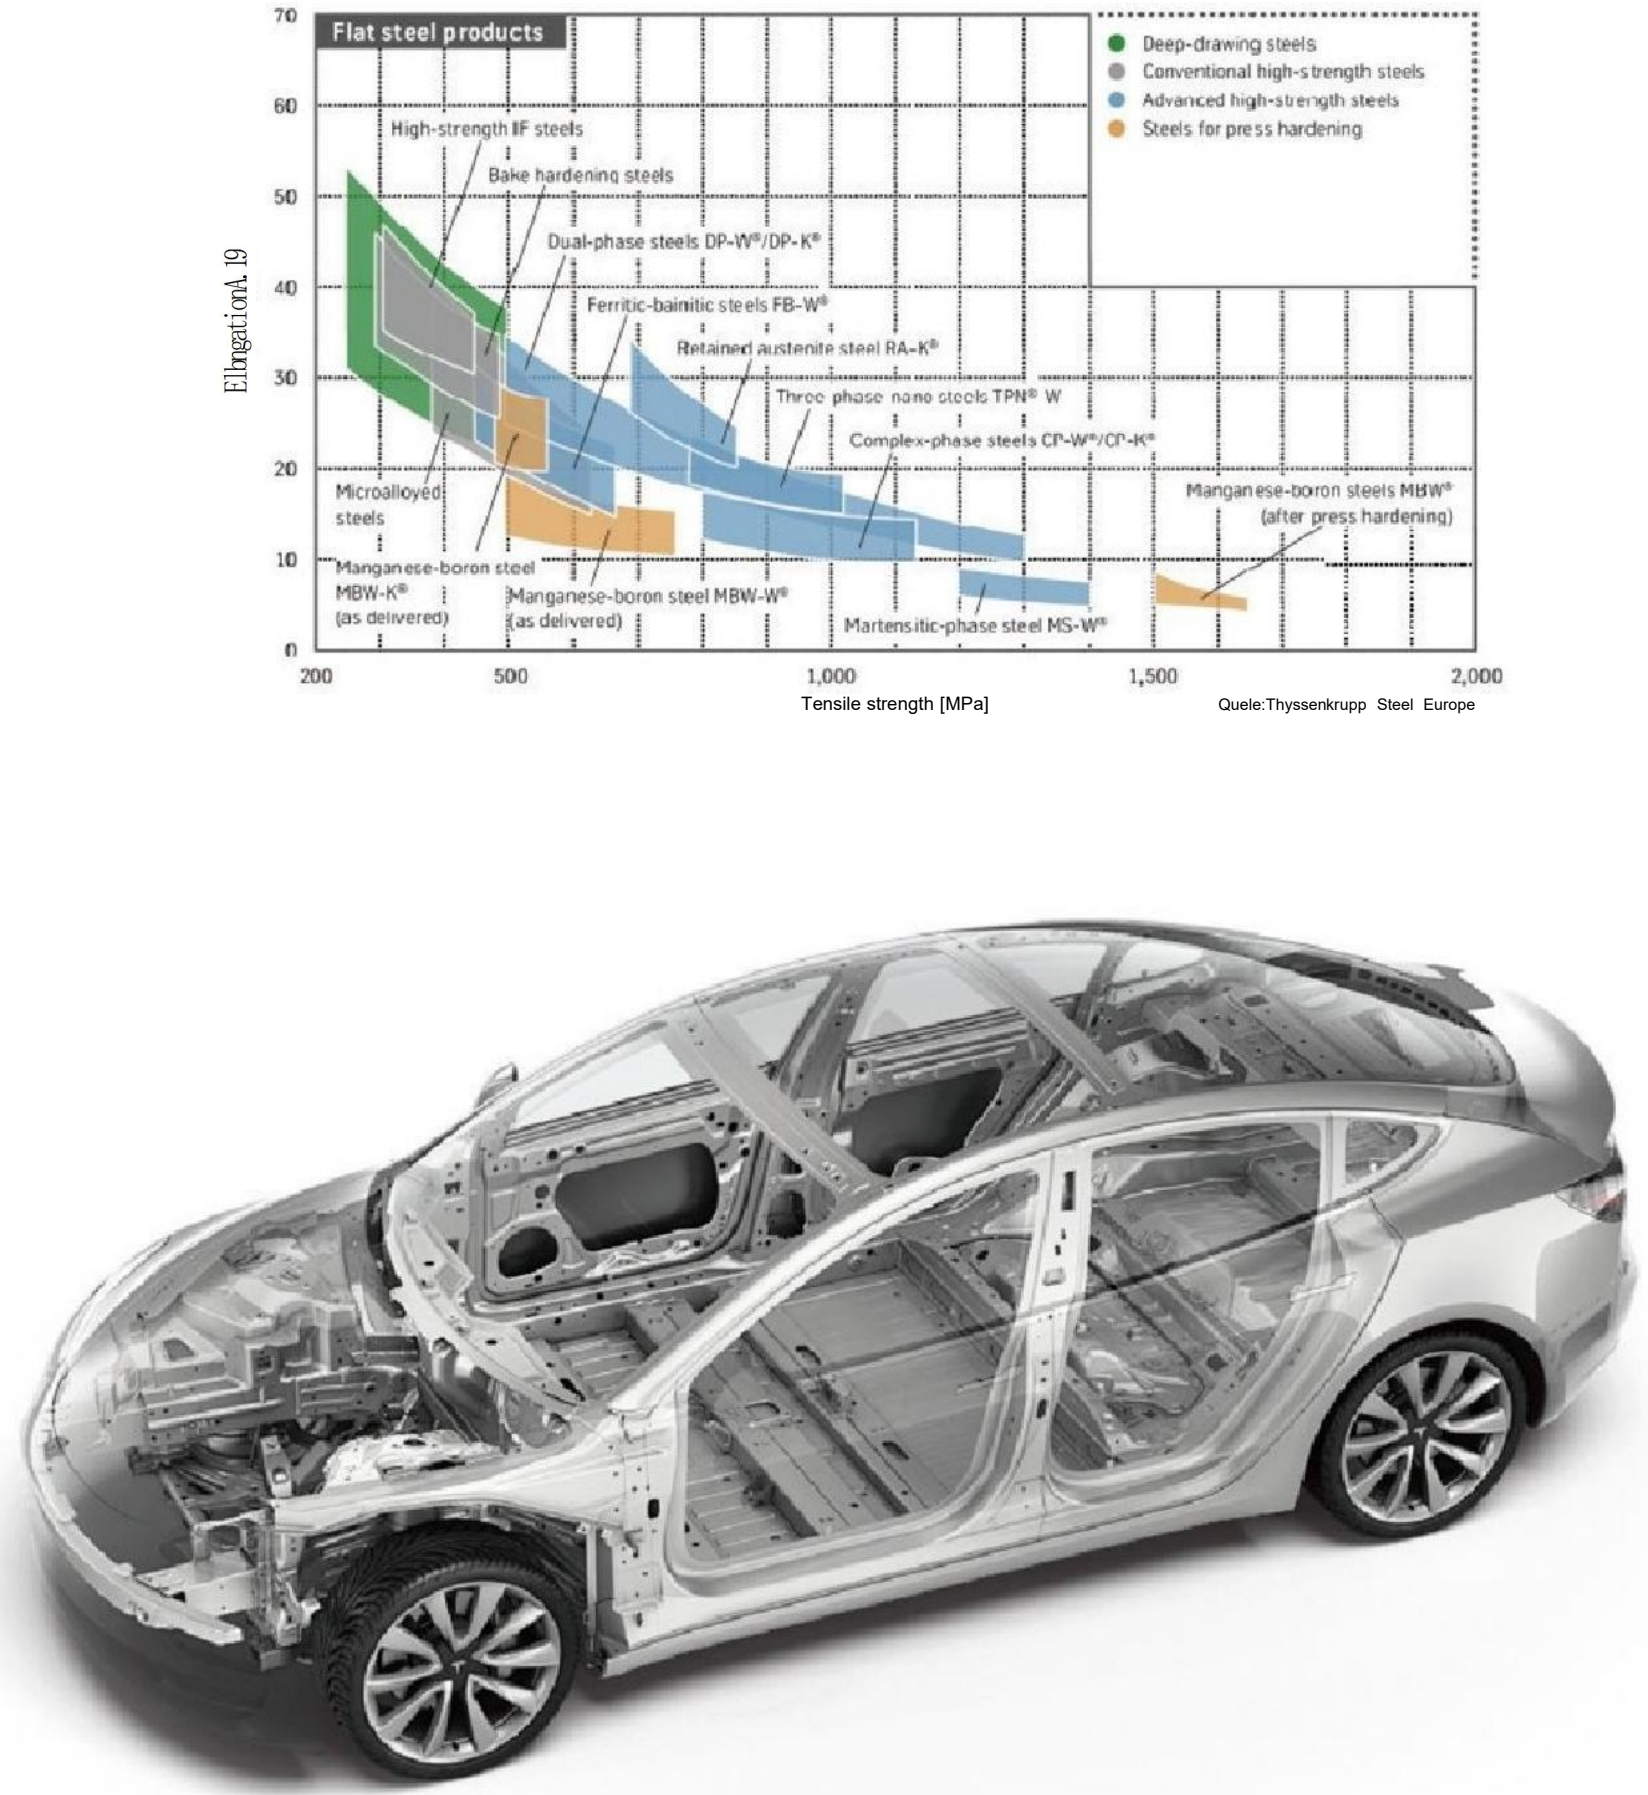 70
Flat steel products
Deep-drawing steels
Conventional high-strength steels
Advanced high-strength steels
Steels for press hardening
60
High-strength IF steels
Bake hardening steels
50
Dual-phase steels DP-W®/DP-K®
ElbngationA.19
40
Ferritic-bainitic steels FB-W®
Retained austenite steel RA-K®
30
Three phase nano steels TPN® W
Complex-phase steels CP-W®/CP-K®
20
Microalloyed
steels
Manganese-boron steels MBW®
(after press hardening)
10
Manganese-boron steel
MBW-K®
(as delivered)
Manganese-boron steel MBW-W®
(as delivered)
Martensitic-phase steel MS-W®
0
200 500 1,000 1,500 2,000
Tensile strength [MPa]
Quele:Thyssenkrupp Steel Europe